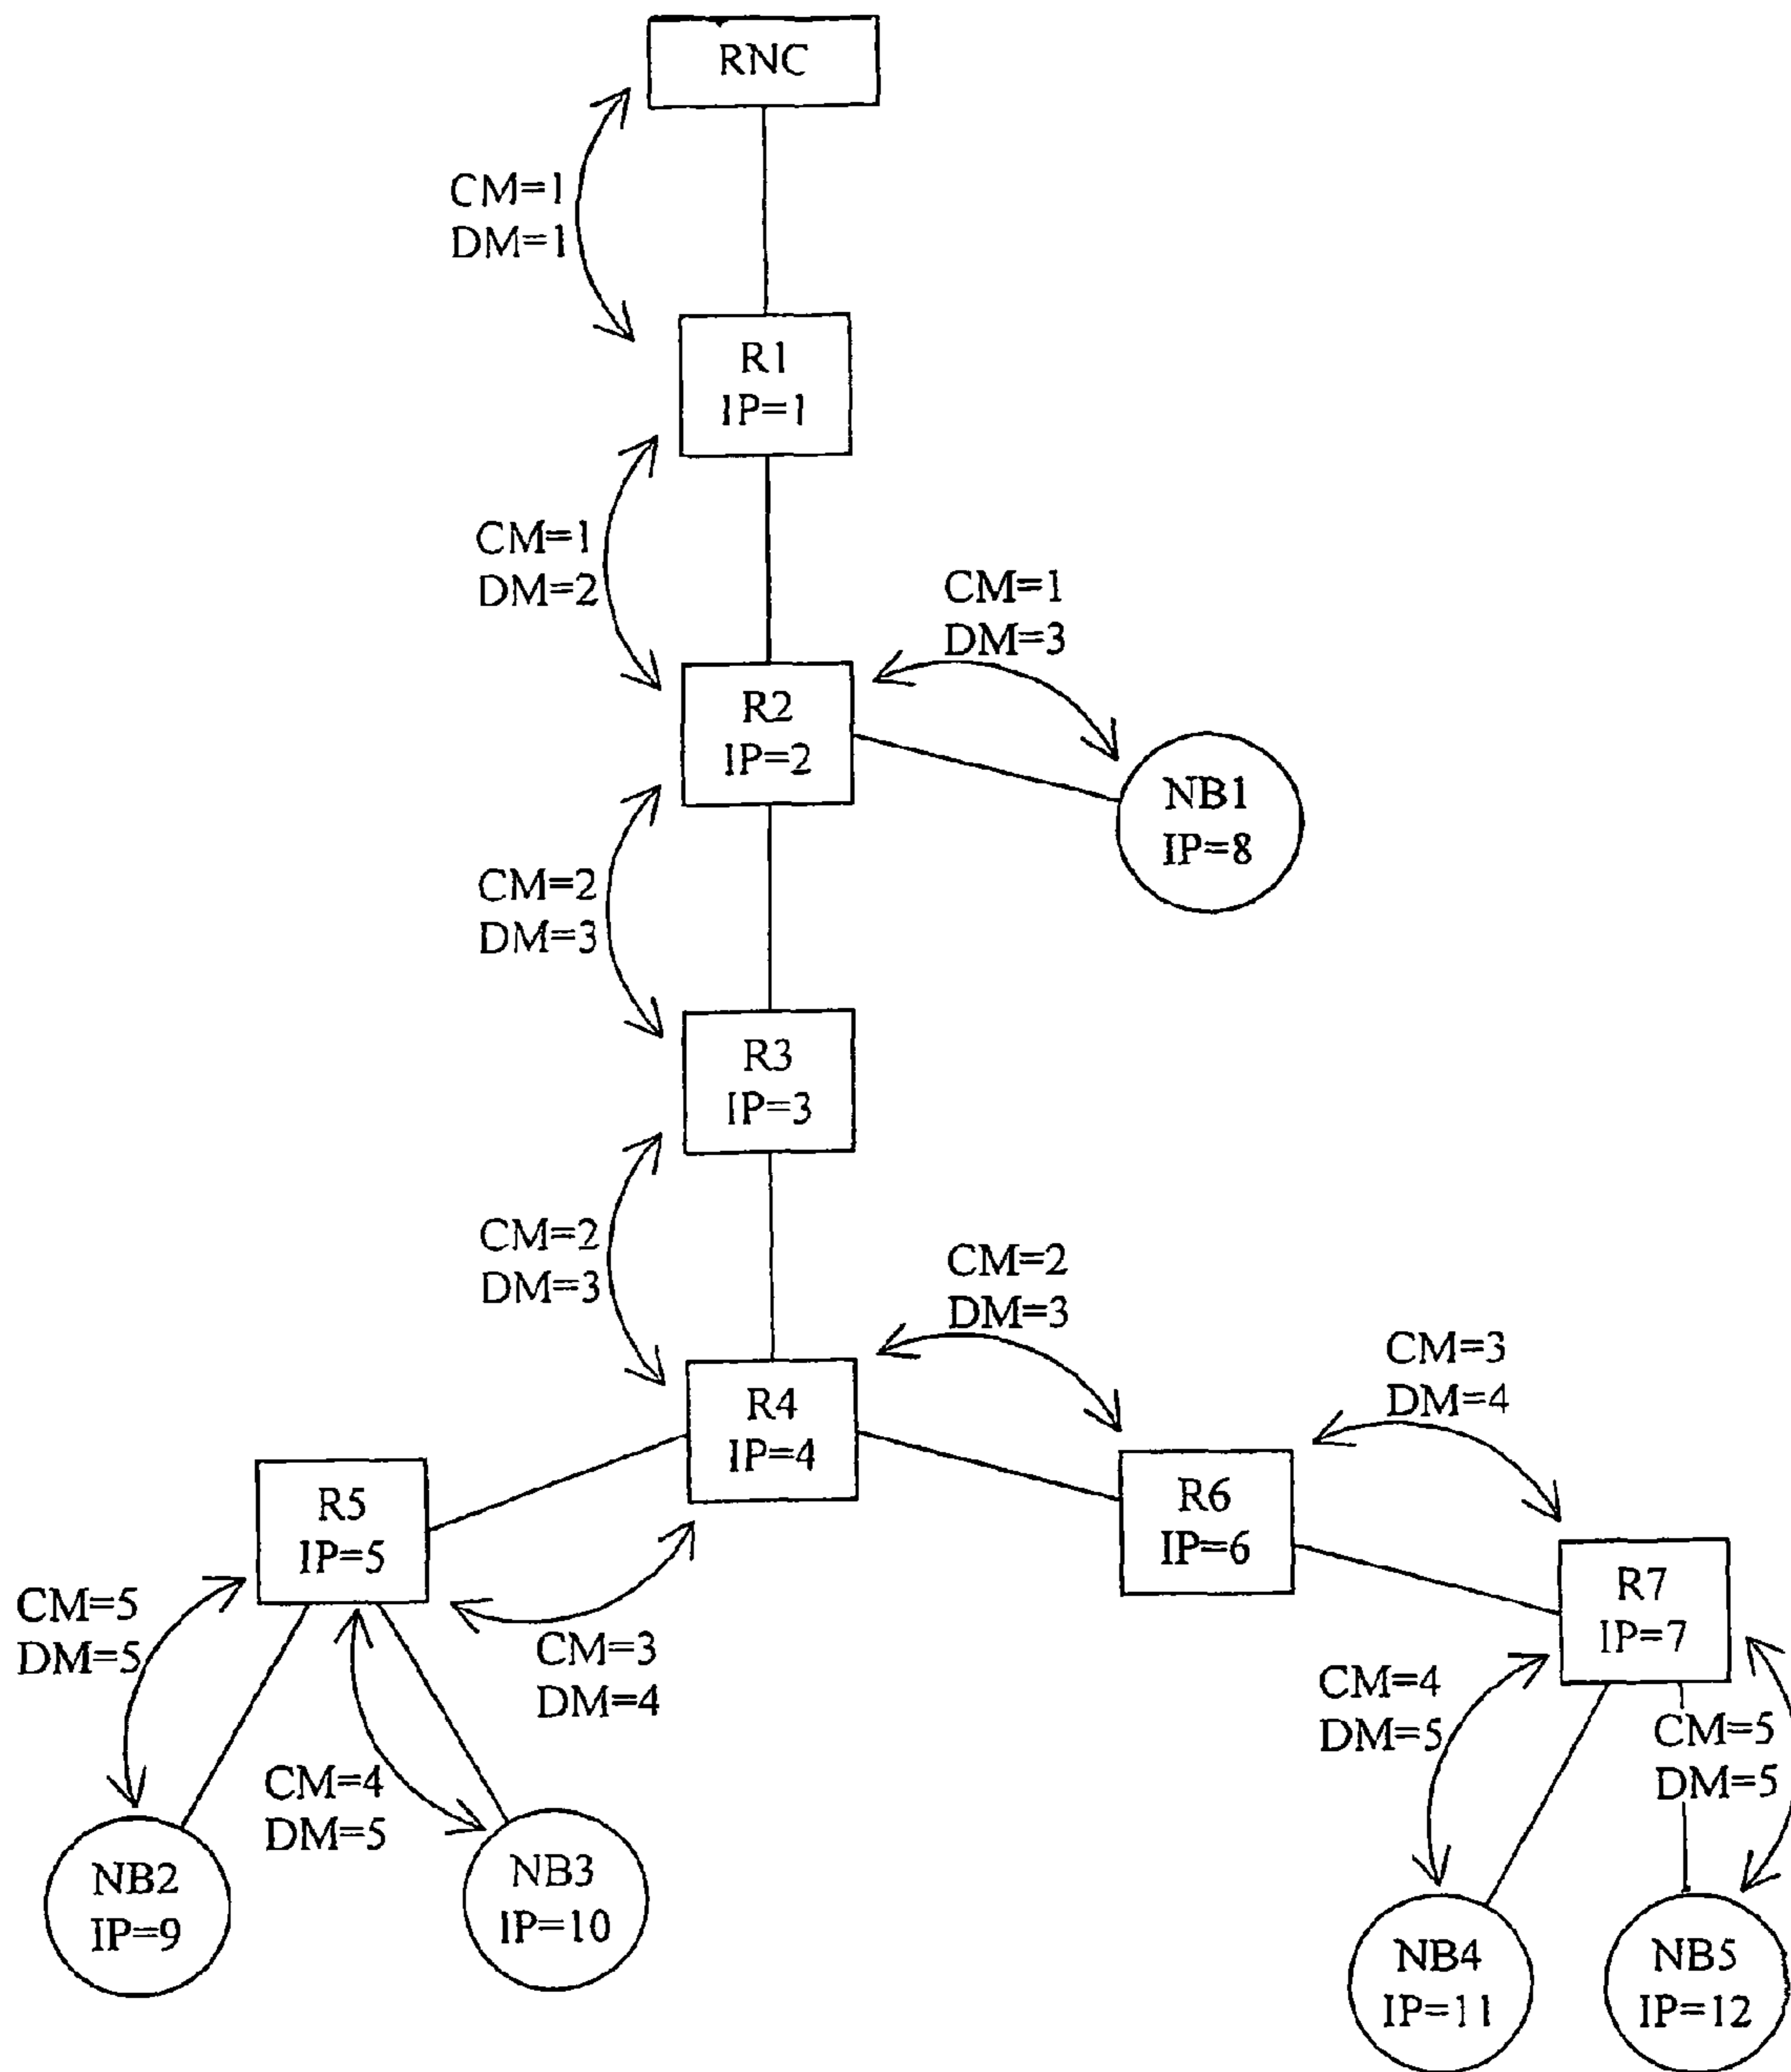 RNC
CM=1
DM=1
R1
IP=1
CM=1
DM=2
CM=1
DM=3
R2
IP=2
NB1
IP=8
CM=2
DM=3
R3
IP=3
CM=2
DM=3
CM=2
DM=3
CM=3
DM=4
R4
IP=4
R5
IP=5
R6
IP=6
R7
IP=7
CM=5
DM=5
CM=3
DM=4
CM=4
DM=5
CM=5
DM=5
CM=4
DM=5
NB2
IP=9
NB3
IP=10
NB4
IP=11
NB5
IP=12